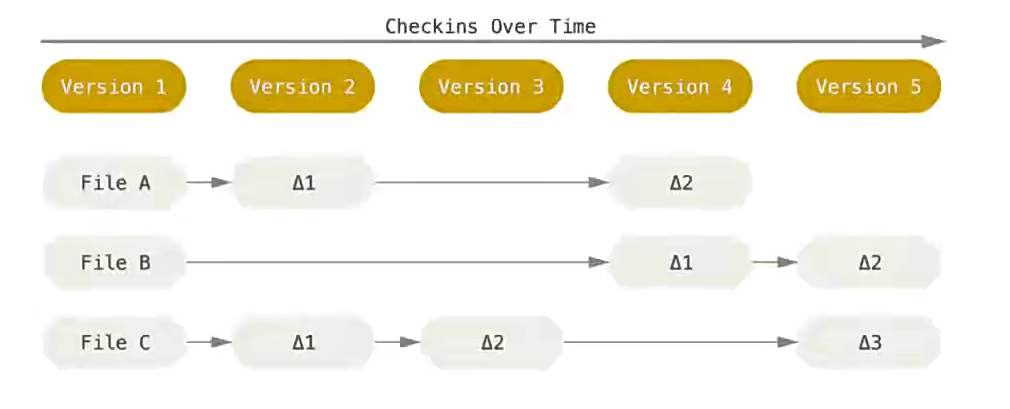 Checkins Over Time
Version 1 Version 2 Version 3 Version 4 Version 5
File A Δ1 Δ2
File B Δ1 Δ2
File C Δ1 Δ2 Δ3